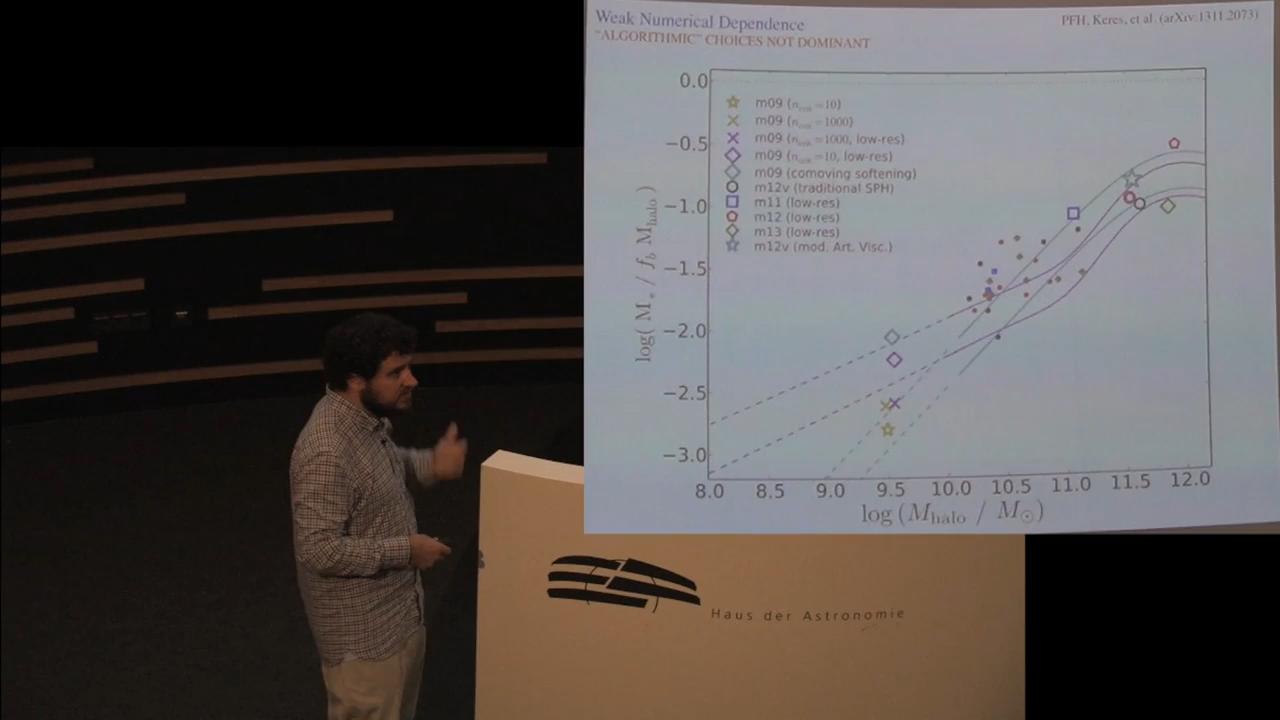 Weak Numerical Dependence
PFH, Keres, et al. (arXiv:1311.2073)
"ALGORITHMIC" CHOICES NOT DOMINANT
0.0
−0.5
−1.0
−1.5
−2.0
−2.5
−3.0
log( M* / f_b M_halo )
m09 (n_crit=10)
m09 (n_crit=1000)
m09 (n_crit=1000, low-res)
m09 (n_crit=10, low-res)
m09 (comoving softening)
m12v (traditional SPH)
m11 (low-res)
m12 (low-res)
m13 (low-res)
m12v (mod. Art. Visc.)
8.0 8.5 9.0 9.5 10.0 10.5 11.0 11.5 12.0
log (M_halo / M_⊙)
Haus der Astronomie